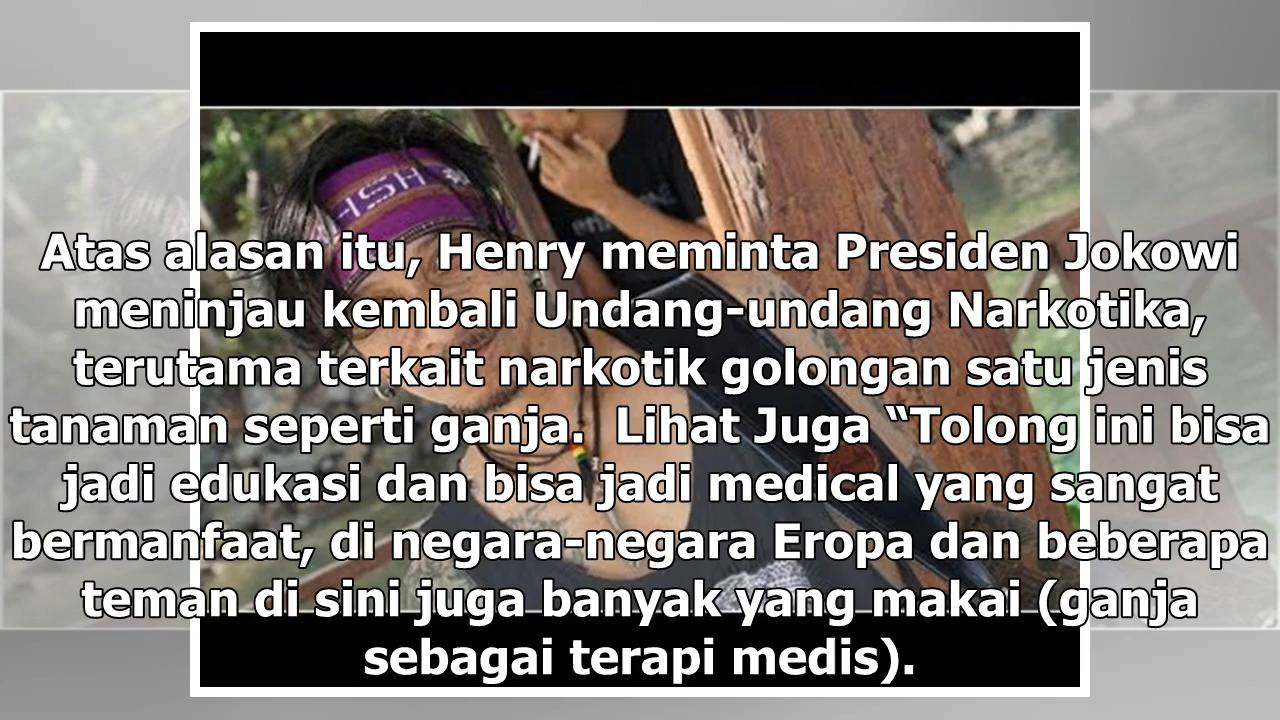 Atas alasan itu, Henry meminta Presiden Jokowi
meninjau kembali Undang-undang Narkotika,
terutama terkait narkotik golongan satu jenis
tanaman seperti ganja.  Lihat Juga “Tolong ini bisa
jadi edukasi dan bisa jadi medical yang sangat
bermanfaat, di negara-negara Eropa dan beberapa
teman di sini juga banyak yang makai (ganja
sebagai terapi medis).